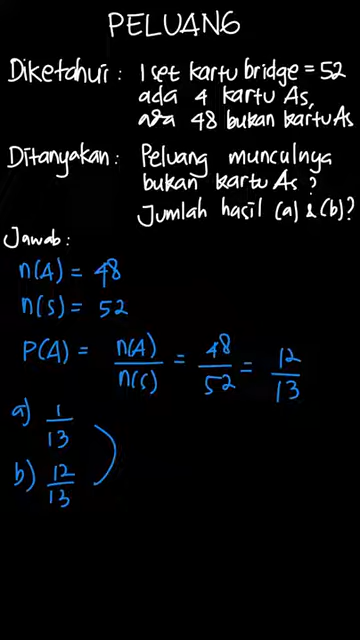 PELUANG
Diketahui : 1 set kartu bridge = 52
ada 4 kartu As,
ada 48 bukan kartu As
Ditanyakan : Peluang munculnya
bukan kartu As ?
Jumlah hasil (a) & (b)?
Jawab :
n(A) = 48
n(S) = 52
P(A) = n(A)/n(S) = 48/52 = 12/13
a) 1/13
b) 12/13